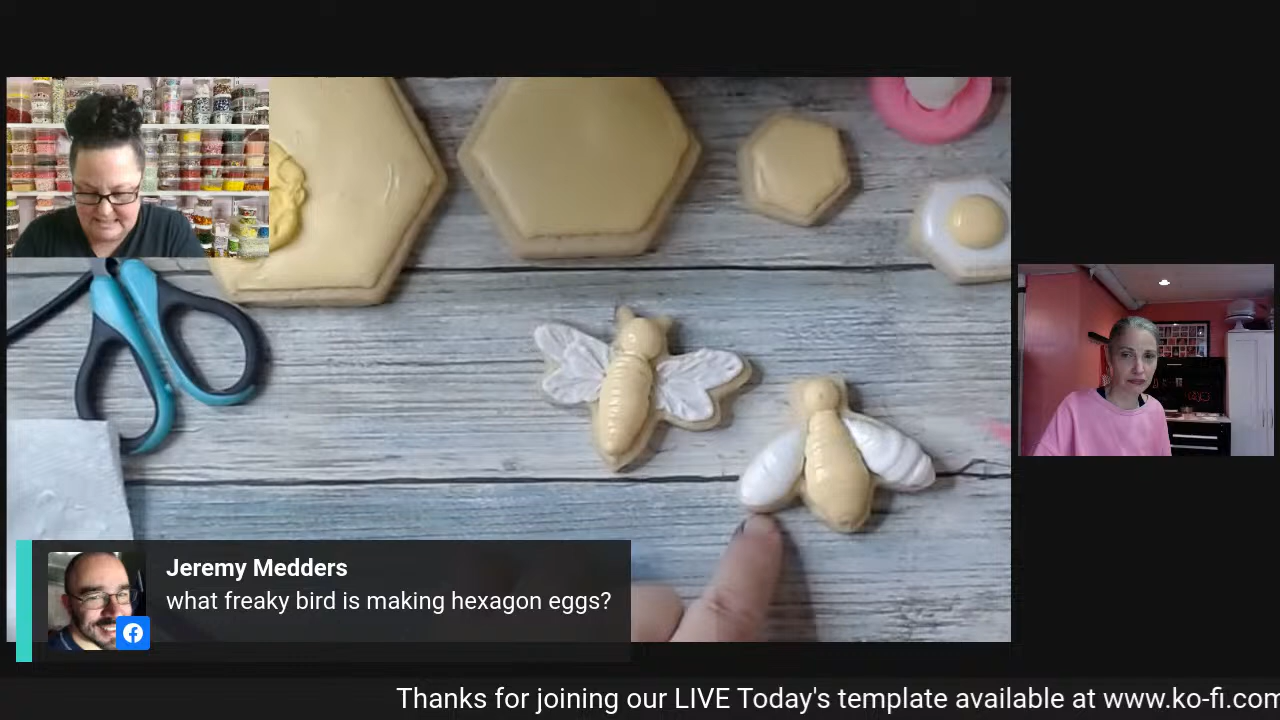 Jeremy Medders
what freaky bird is making hexagon eggs?
Thanks for joining our LIVE Today's template available at www.ko-fi.com